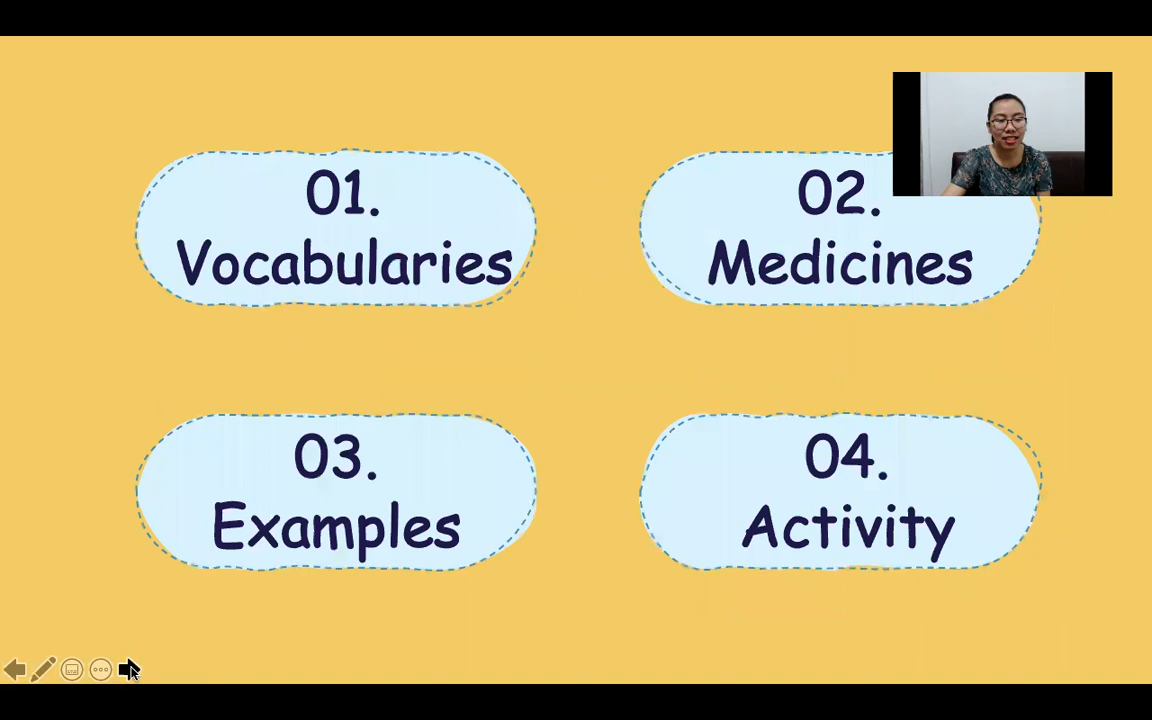 01.
Vocabularies
02.
Medicines
03.
Examples
04.
Activity